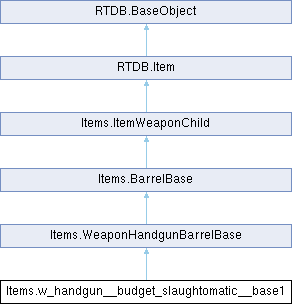 RTDB.BaseObject
RTDB.Item
Items.ItemWeaponChild
Items.BarrelBase
Items.WeaponHandgunBarrelBase
Items.w_handgun__budget_slaughtomatic__base1